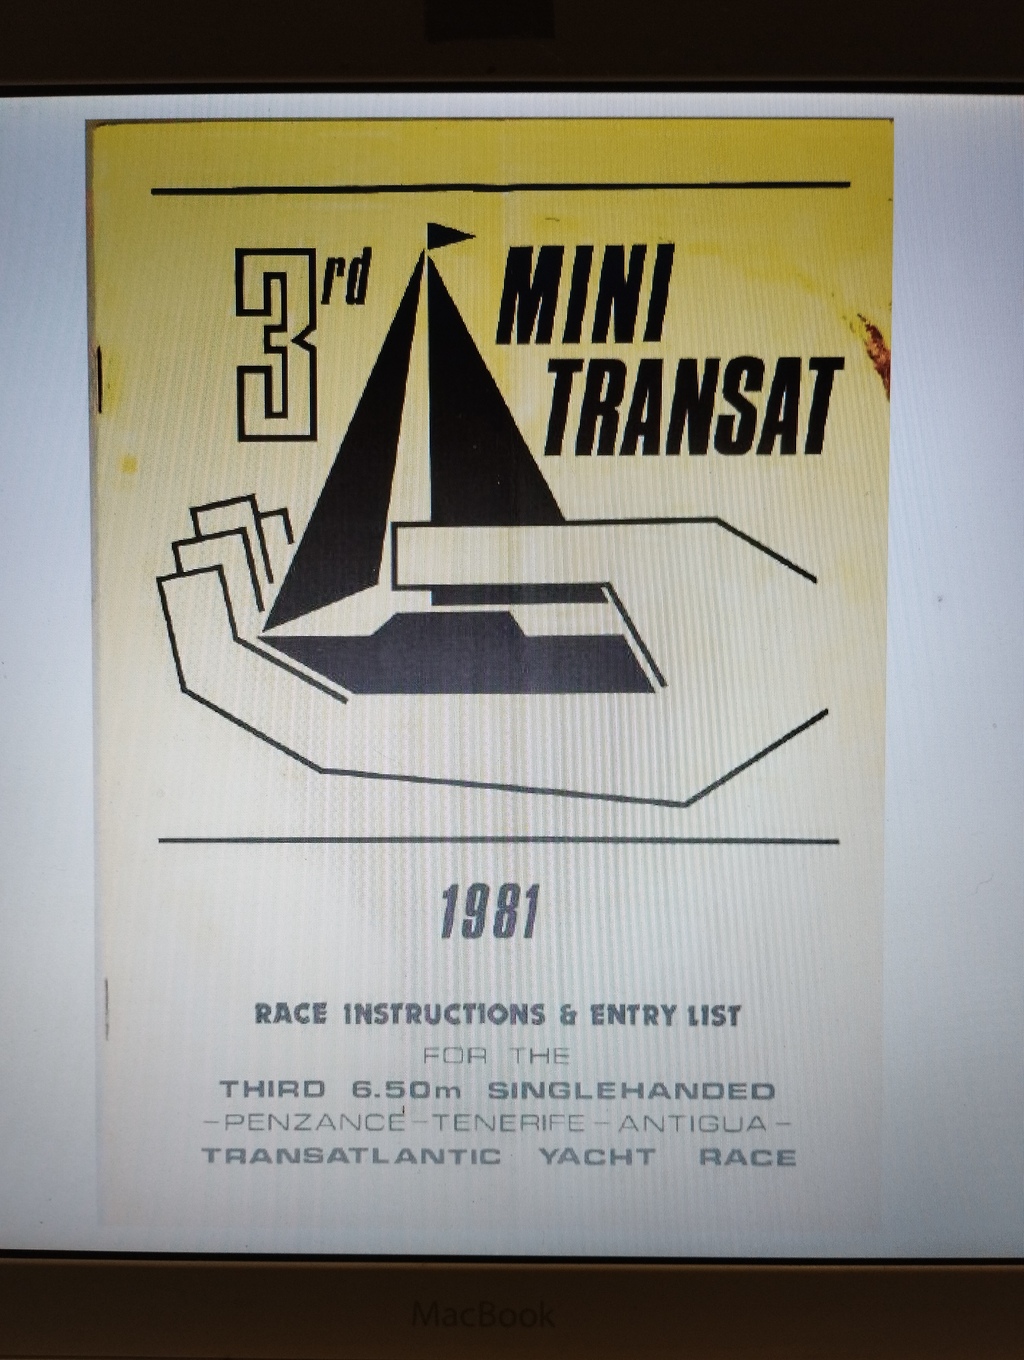 3rd MINI
TRANSAT
1981
RACE INSTRUCTIONS & ENTRY LIST
FOR THE
THIRD 6.50m SINGLEHANDED
-PENZANCE-TENERIFE-ANTIGUA-
TRANSATLANTIC YACHT RACE
MacBook